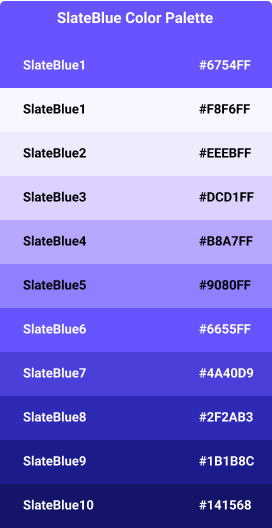 SlateBlue Color Palette
SlateBlue1 #6754FF
SlateBlue1 #F8F6FF
SlateBlue2 #EEEBFF
SlateBlue3 #DCD1FF
SlateBlue4 #B8A7FF
SlateBlue5 #9080FF
SlateBlue6 #6655FF
SlateBlue7 #4A40D9
SlateBlue8 #2F2AB3
SlateBlue9 #1B1B8C
SlateBlue10 #141568